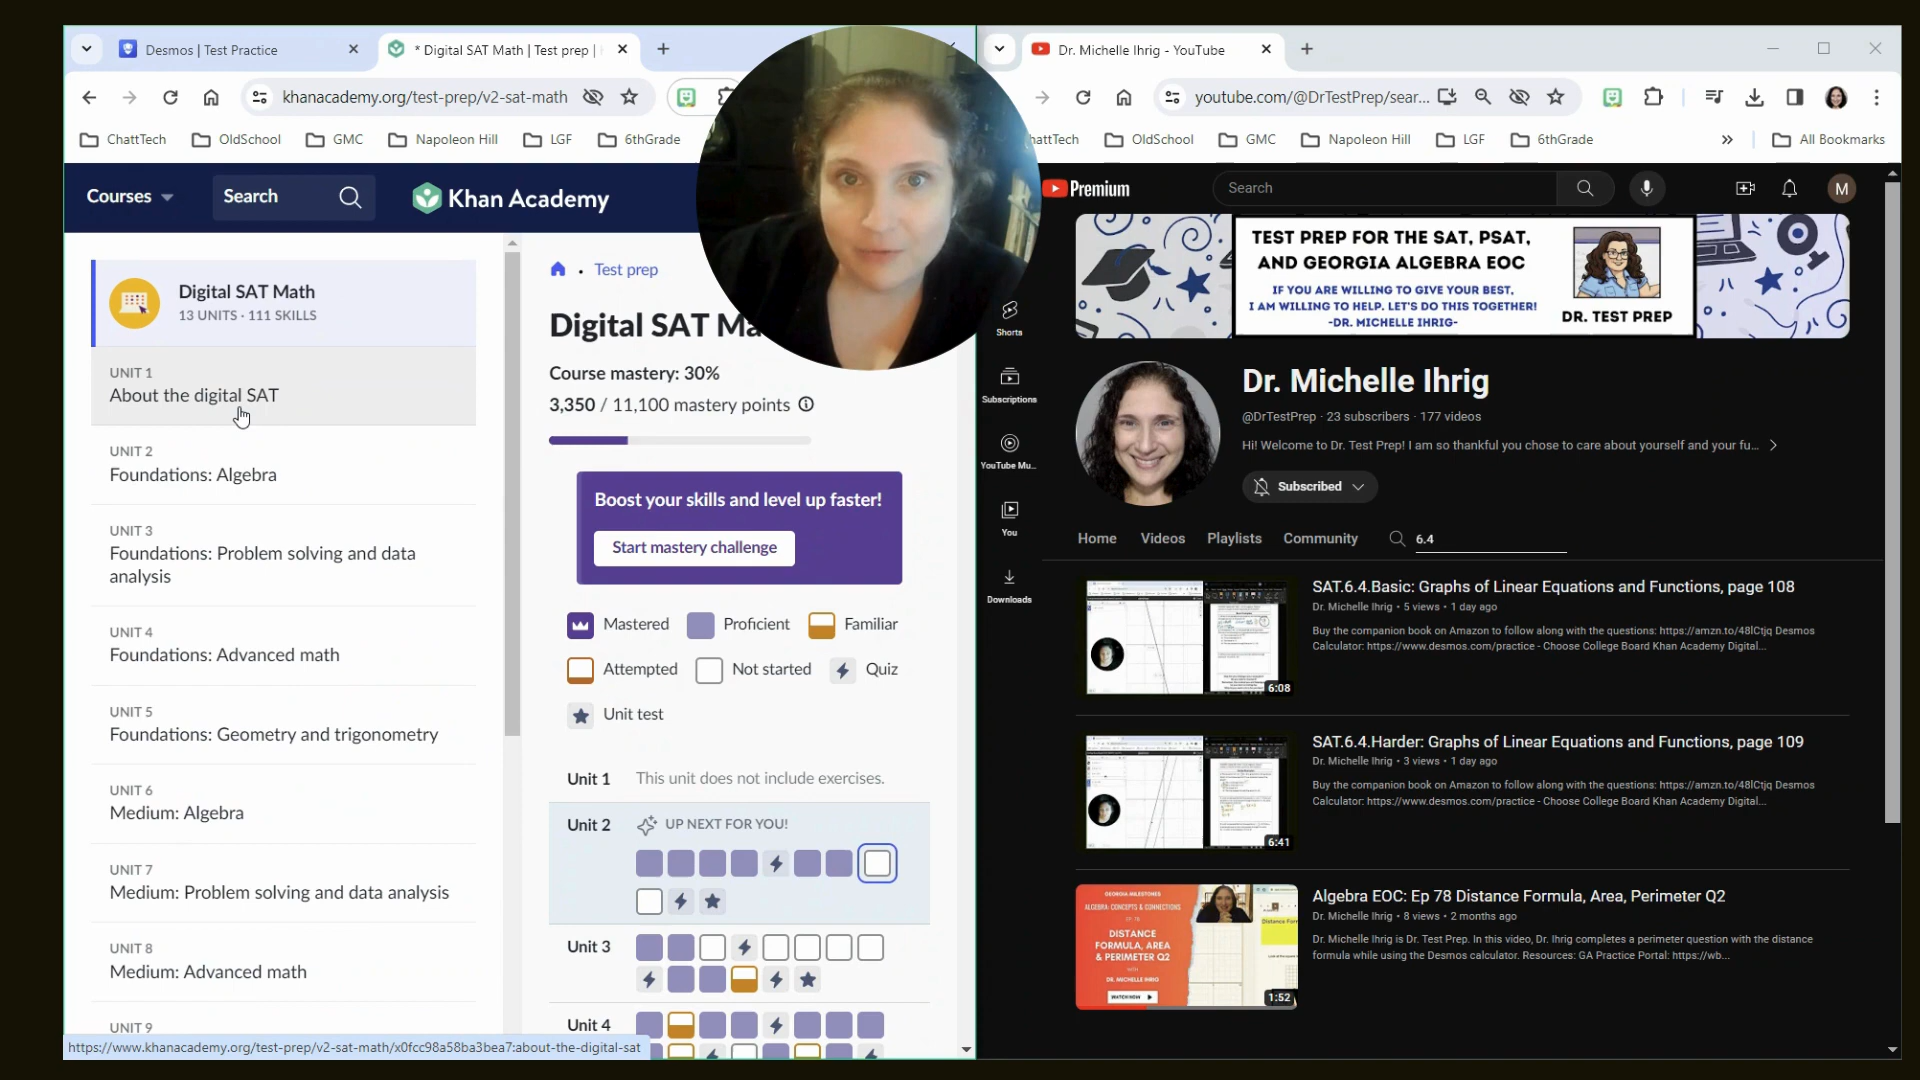 Desmos | Test Practice
* Digital SAT Math | Test prep |
khanacademy.org/test-prep/v2-sat-math
ChattTech
OldSchool
GMC
Napoleon Hill
LGF
6thGrade
Courses
Search
Khan Academy
Digital SAT Math
13 UNITS · 111 SKILLS
UNIT 1
About the digital SAT
UNIT 2
Foundations: Algebra
UNIT 3
Foundations: Problem solving and data
analysis
UNIT 4
Foundations: Advanced math
UNIT 5
Foundations: Geometry and trigonometry
UNIT 6
Medium: Algebra
UNIT 7
Medium: Problem solving and data analysis
UNIT 8
Medium: Advanced math
UNIT 9
https://www.khanacademy.org/test-prep/v2-sat-math/x0fcc98a58ba3bea7:about-the-digital-sat
Test prep
Digital SAT Ma
Course mastery: 30%
3,350 / 11,100 mastery points
Boost your skills and level up faster!
Start mastery challenge
Mastered
Proficient
Familiar
Attempted
Not started
Quiz
Unit test
Unit 1
This unit does not include exercises.
Unit 2
UP NEXT FOR YOU!
Unit 3
Unit 4
Dr. Michelle Ihrig - YouTube
youtube.com/@DrTestPrep/sear...
hattTech
OldSchool
GMC
Napoleon Hill
LGF
6thGrade
All Bookmarks
Premium
Search
M
TEST PREP FOR THE SAT, PSAT,
AND GEORGIA ALGEBRA EOC
IF YOU ARE WILLING TO GIVE YOUR BEST,
I AM WILLING TO HELP. LET'S DO THIS TOGETHER!
-DR. MICHELLE IHRIG-
DR. TEST PREP
Shorts
Subscriptions
YouTube Mu...
You
Downloads
Dr. Michelle Ihrig
@DrTestPrep · 23 subscribers · 177 videos
Hi! Welcome to Dr. Test Prep! I am so thankful you chose to care about yourself and your fu...
Subscribed
Home
Videos
Playlists
Community
6.4
SAT.6.4.Basic: Graphs of Linear Equations and Functions, page 108
Dr. Michelle Ihrig • 5 views • 1 day ago
Buy the companion book on Amazon to follow along with the questions: https://amzn.to/48lCtjq Desmos
Calculator: https://www.desmos.com/practice - Choose College Board Khan Academy Digital...
6:08
SAT.6.4.Harder: Graphs of Linear Equations and Functions, page 109
Dr. Michelle Ihrig • 3 views • 1 day ago
Buy the companion book on Amazon to follow along with the questions: https://amzn.to/48lCtjq Desmos
Calculator: https://www.desmos.com/practice - Choose College Board Khan Academy Digital...
6:41
Algebra EOC: Ep 78 Distance Formula, Area, Perimeter Q2
Dr. Michelle Ihrig • 8 views • 2 months ago
Dr. Michelle Ihrig is Dr. Test Prep. In this video, Dr. Ihrig completes a perimeter question with the distance
formula while using the Desmos calculator. Resources: GA Practice Portal: https://wb...
GEORGIA MILESTONES
ALGEBRA: CONCEPTS & CONNECTIONS
EP. 78
DISTANCE
FORMULA, AREA
& PERIMETER Q2
WITH
DR. MICHELLE IHRIG
WATCH NOW
1:52